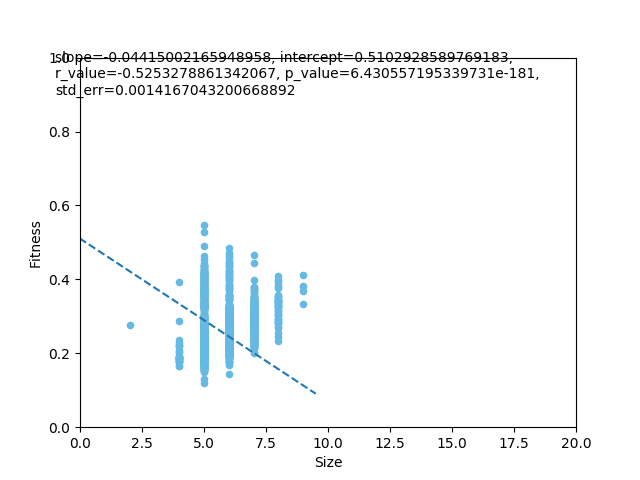 slope=-0.04415002165948958, intercept=0.5102928589769183,
r_value=-0.5253278861342067, p_value=6.430557195339731e-181,
std_err=0.0014167043200668892
1.0
0.8
0.6
0.4
0.2
0.0
Fitness
0.0 2.5 5.0 7.5 10.0 12.5 15.0 17.5 20.0
Size